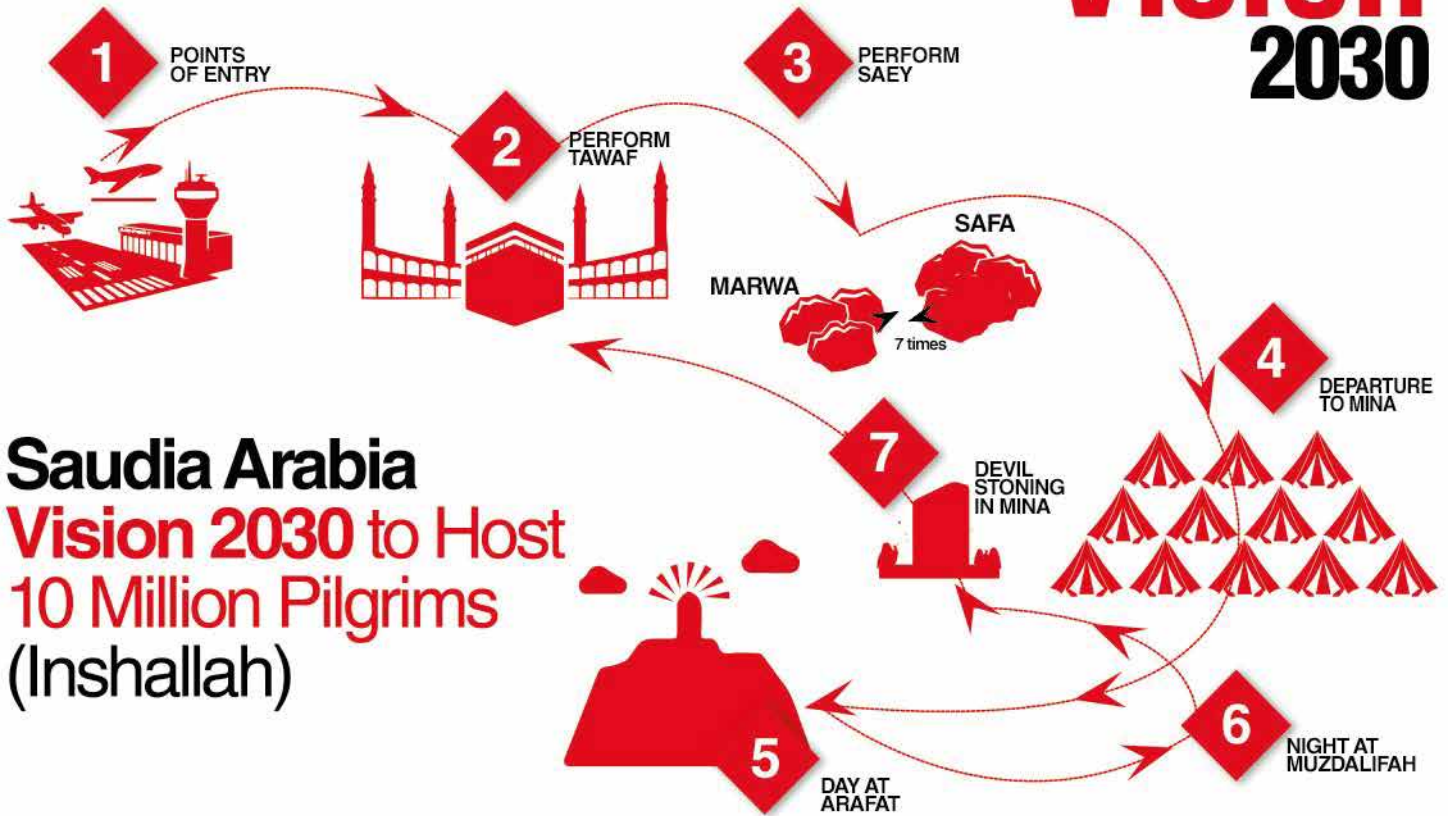 Vision
2030
1
POINTS
OF ENTRY
2
PERFORM
TAWAF
3
PERFORM
SAEY
SAFA
MARWA
7 times
4
DEPARTURE
TO MINA
Saudia Arabia
Vision 2030 to Host
10 Million Pilgrims
(Inshallah)
7
DEVIL
STONING
IN MINA
5
DAY AT
ARAFAT
6
NIGHT AT
MUZDALIFAH